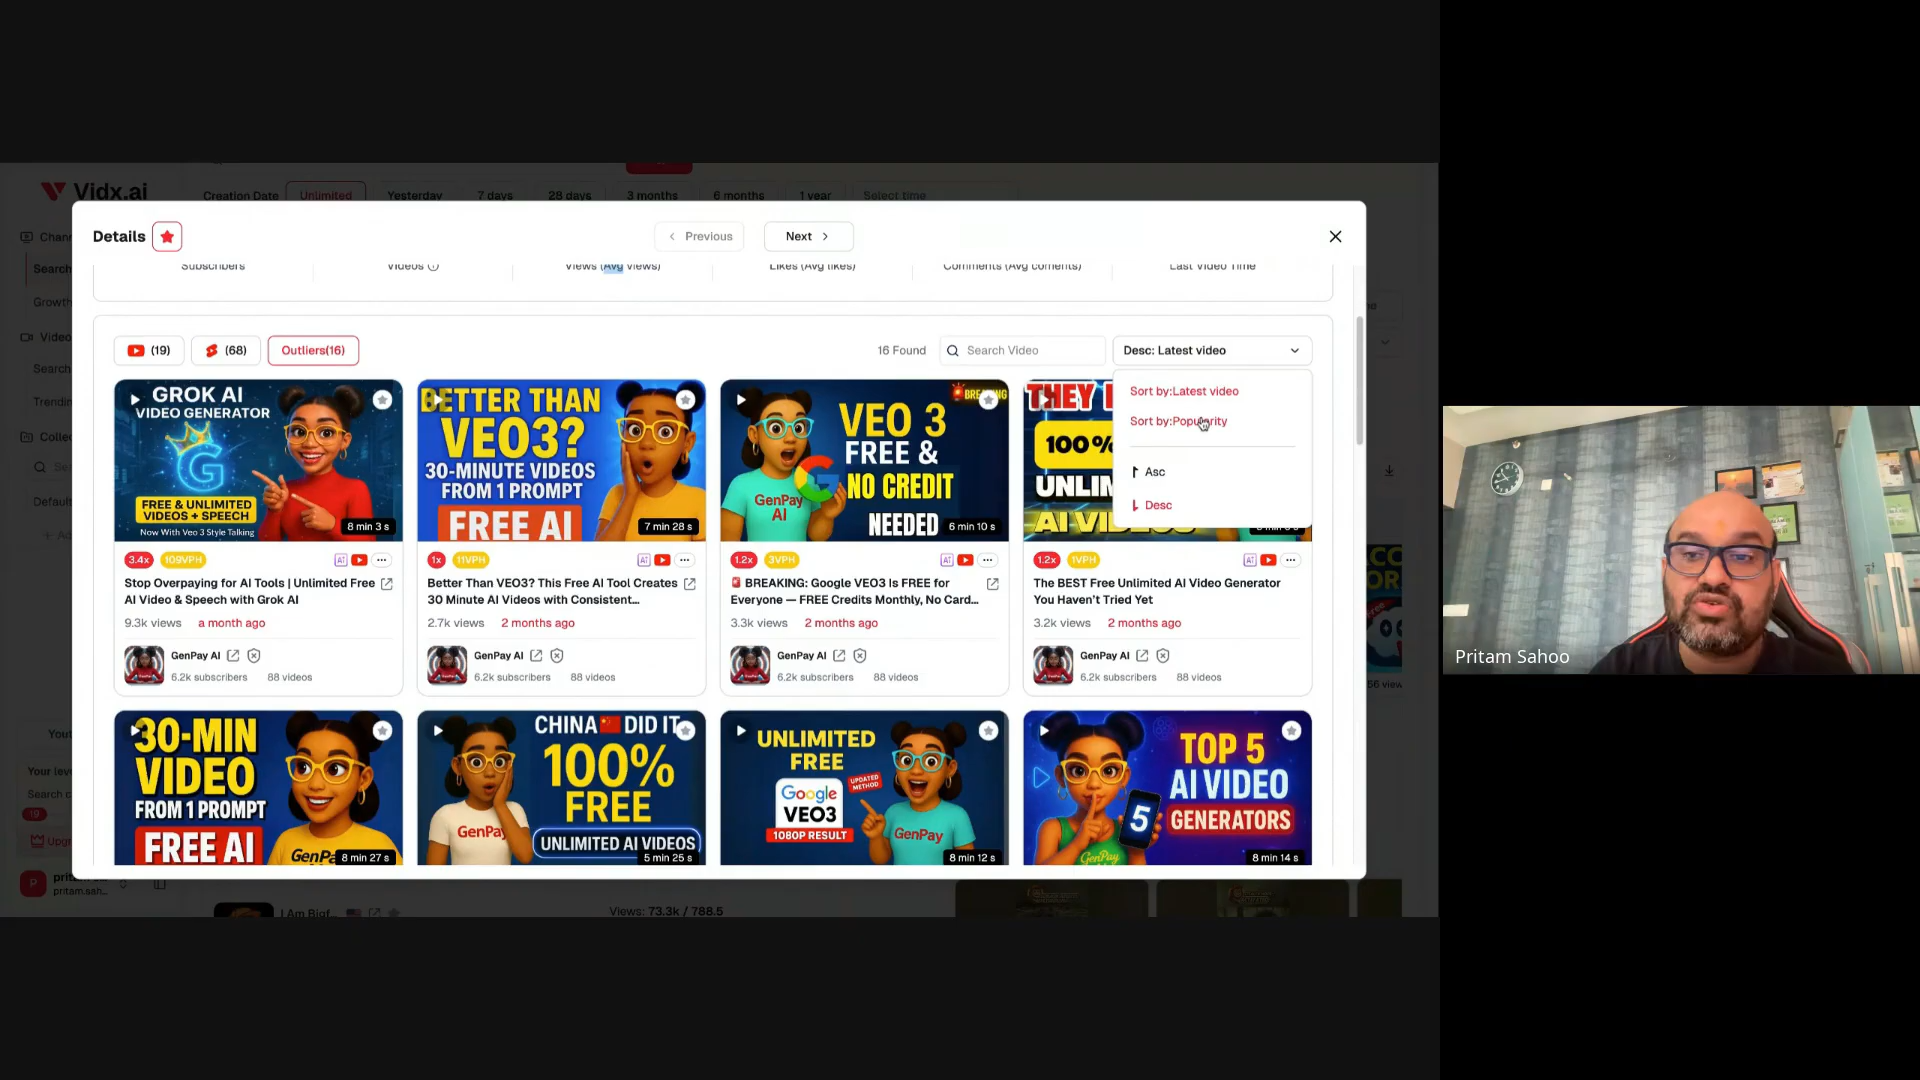 Vidx.ai
Creation Date
Unlimited
Yesterday
7 days
28 days
3 months
6 months
1 year
Select time
Details
Previous
Next
Subscribers
Videos
Views (Avg views)
Likes (Avg likes)
Comments (Avg coments)
Last Video Time
(19)
(68)
Outliers(16)
16 Found
Search Video
Desc: Latest video
Sort by:Latest video
Sort by:Popularity
Asc
Desc
GROK AI
VIDEO GENERATOR
G
FREE & UNLIMITED
VIDEOS + SPEECH
Now With Veo 3 Style Talking
8 min 3 s
BETTER THAN
VEO3?
30-MINUTE VIDEOS
FROM 1 PROMPT
FREE AI
7 min 28 s
VEO 3
FREE &
NO CREDIT
NEEDED
GenPay
AI
6 min 10 s
THEY
100%
3.4x
109VPH
Stop Overpaying for AI Tools | Unlimited Free
AI Video & Speech with Grok AI
9.3k views
a month ago
GenPay AI
6.2k subscribers
88 videos
1x
11VPH
Better Than VEO3? This Free AI Tool Creates
30 Minute AI Videos with Consistent...
2.7k views
2 months ago
GenPay AI
6.2k subscribers
88 videos
1.2x
3VPH
🚨 BREAKING: Google VEO3 Is FREE for
Everyone — FREE Credits Monthly, No Card...
3.3k views
2 months ago
GenPay AI
6.2k subscribers
88 videos
1.2x
1VPH
The BEST Free Unlimited AI Video Generator
You Haven't Tried Yet
3.2k views
2 months ago
GenPay AI
6.2k subscribers
88 videos
30-MIN
VIDEO
FROM 1 PROMPT
FREE AI
8 min 27 s
CHINA DID IT
100%
FREE
UNLIMITED AI VIDEOS
GenPay
5 min 25 s
UNLIMITED
FREE
UPDATED
METHOD
Google
VEO3
1080P RESULT
GenPay
8 min 12 s
TOP 5
AI VIDEO
GENERATORS
5
GenPay
8 min 14 s
Search
Growth
Video
Search
P
pritam.sah...
Views: 73.3k / 788.5
Pritam Sahoo